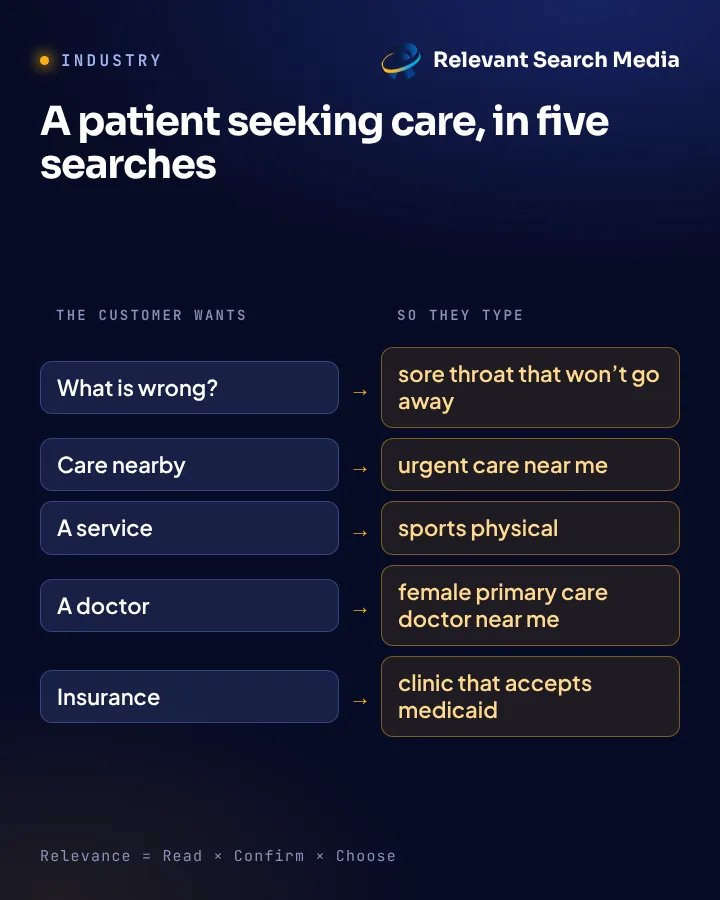 INDUSTRY
Relevant Search Media
A patient seeking care, in five
searches
THE CUSTOMER WANTS
SO THEY TYPE
What is wrong?
→
sore throat that won’t go
away
Care nearby
→
urgent care near me
A service
→
sports physical
A doctor
→
female primary care
doctor near me
Insurance
→
clinic that accepts
medicaid
Relevance = Read × Confirm × Choose